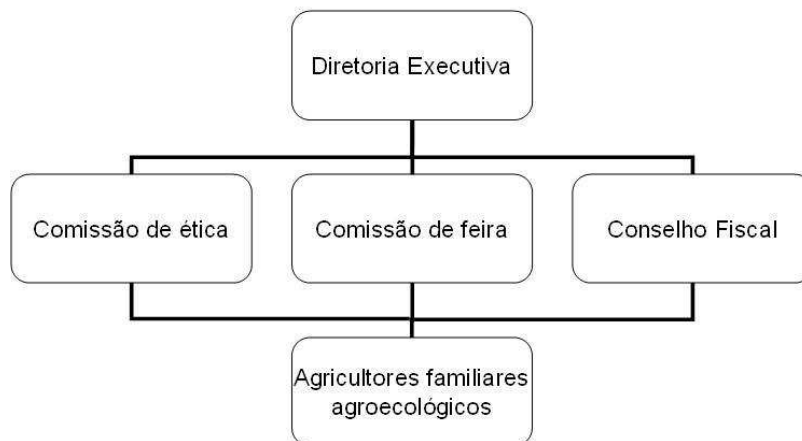 Diretoria Executiva
Comissão de ética
Comissão de feira
Conselho Fiscal
Agricultores familiares
agroecológicos